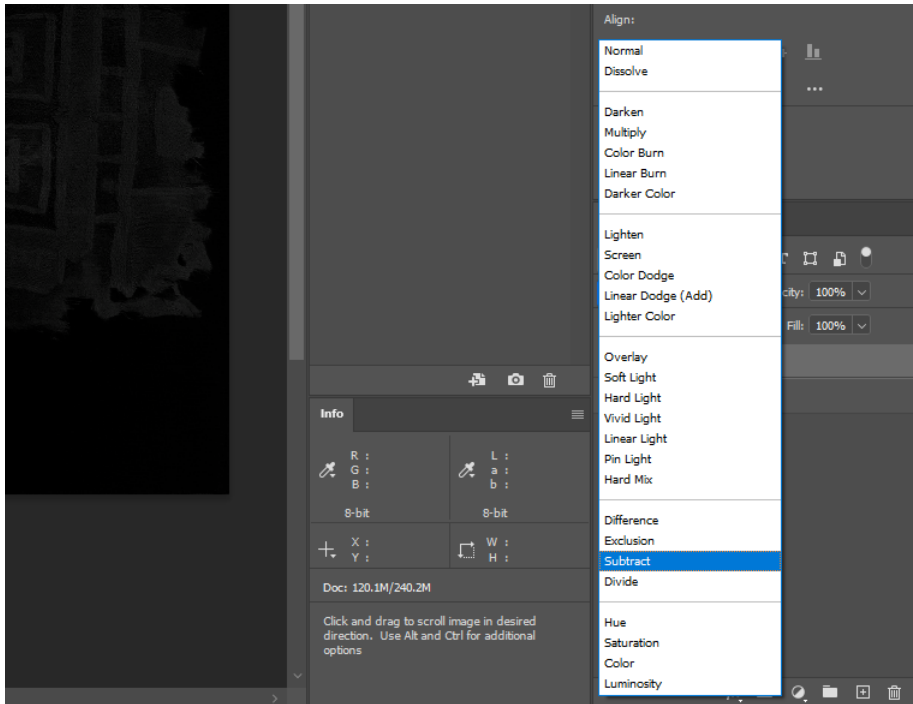 Align:
Normal
Dissolve
Darken
Multiply
Color Burn
Linear Burn
Darker Color
Lighten
Screen
Color Dodge
Linear Dodge (Add)
Lighter Color
city: 100%
Fill: 100%
Overlay
Soft Light
Hard Light
Vivid Light
Linear Light
Pin Light
Hard Mix
Difference
Exclusion
Subtract
Divide
Hue
Saturation
Color
Luminosity
Info
R :
G :
B :
8-bit
L :
a :
b :
8-bit
X :
Y :
W :
H :
Doc: 120.1M/240.2M
Click and drag to scroll image in desired
direction. Use Alt and Ctrl for additional
options